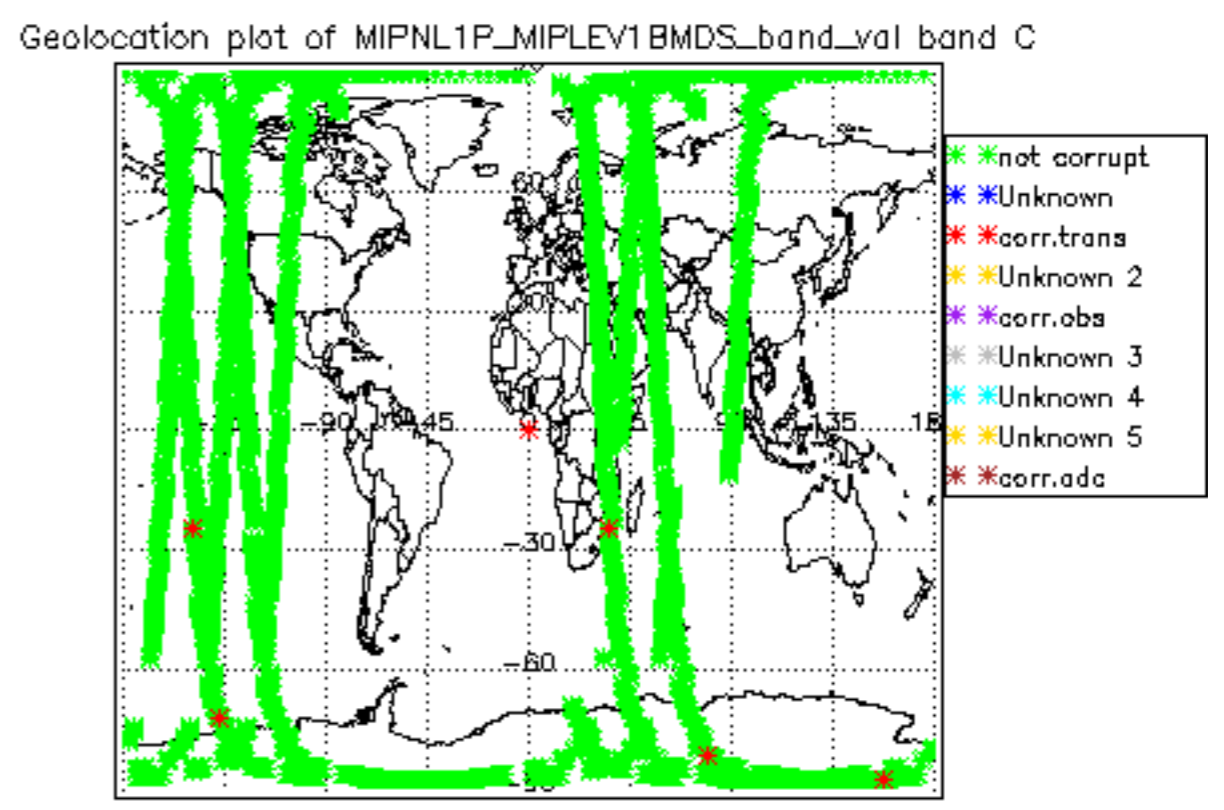 Geolocation plot of MIPNL1P_MIPLEV1BMDS_band_val band C
not corrupt
Unknown
corr.trans
Unknown 2
corr.obs
Unknown 3
Unknown 4
Unknown 5
corr.adc
60
-90
-45
135
-30
-60